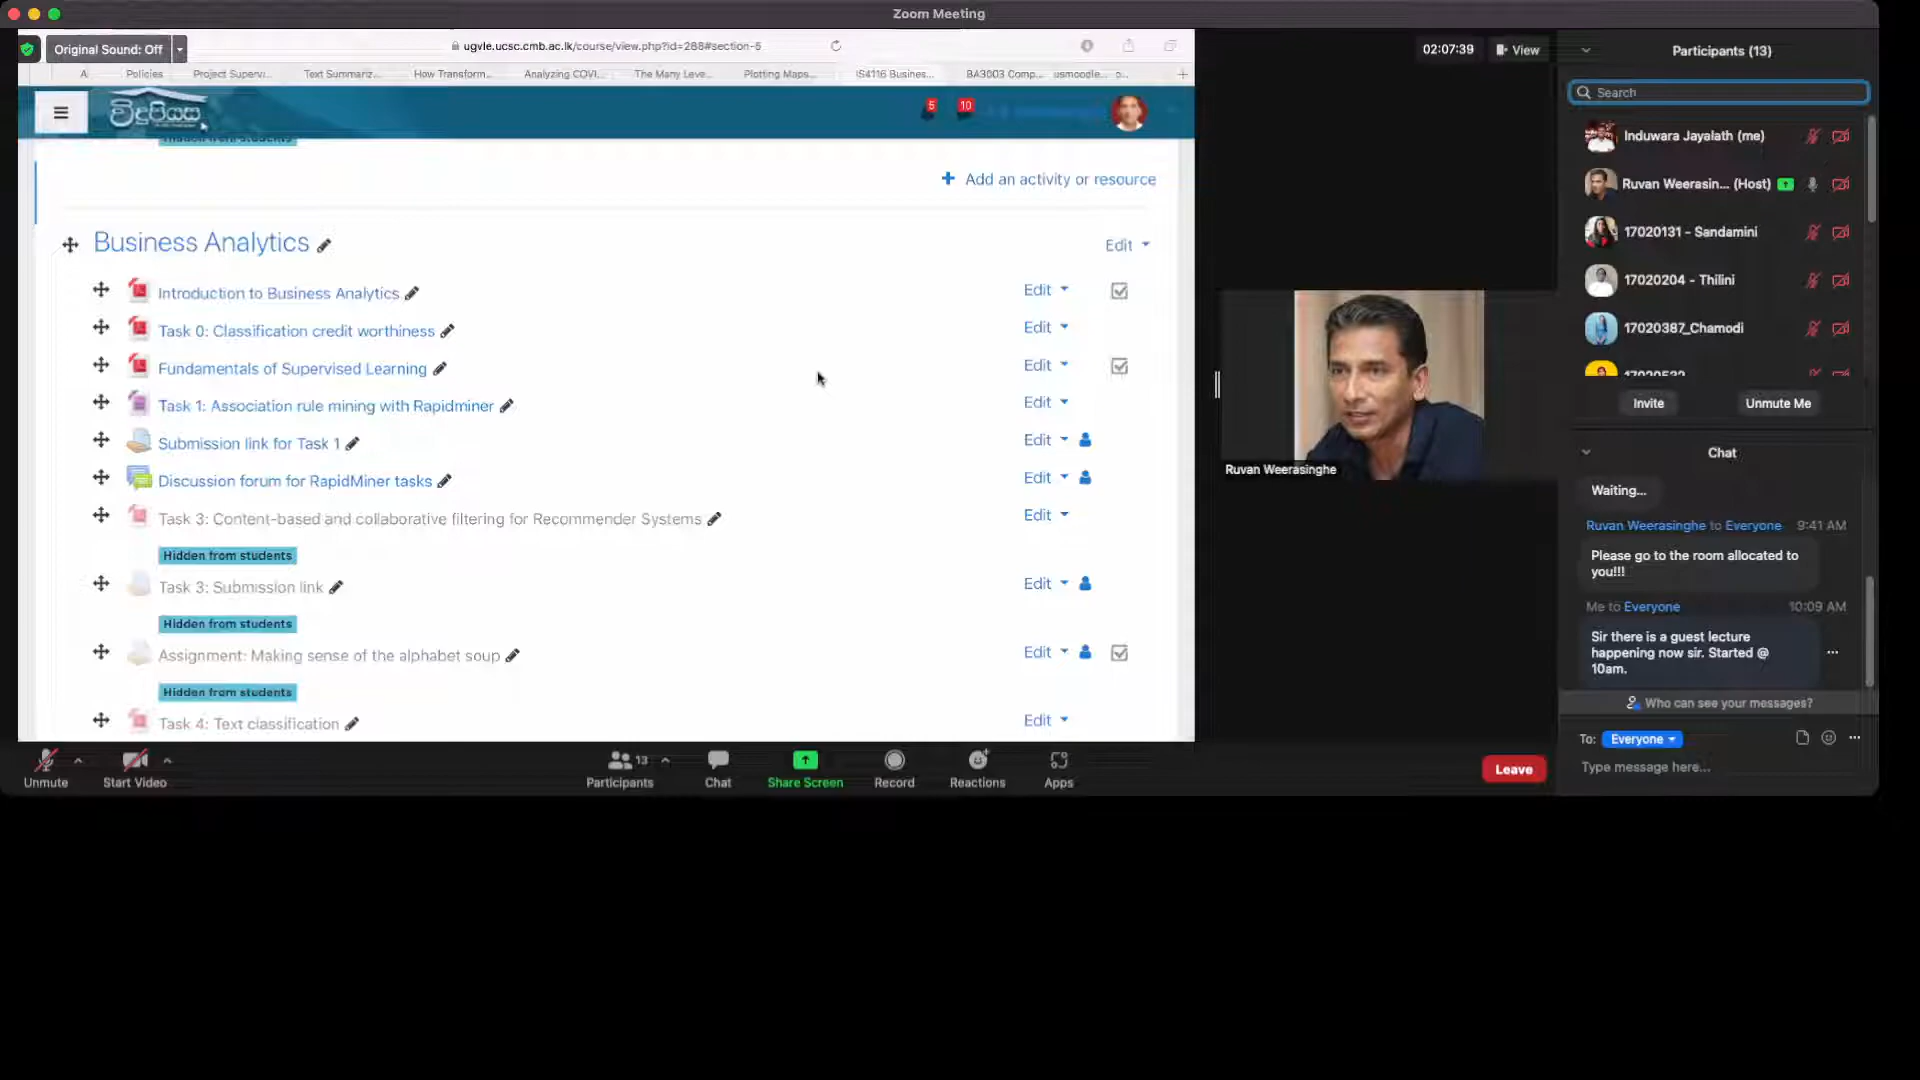 Zoom Meeting
Original Sound: Off
ugvle.ucsc.cmb.ac.lk/course/view.php?id=288#section-5
02:07:39
View
Participants (13)
A
Policies
Project Supervi...
Text Summariz...
How Transform...
Analyzing COVI...
The Many Leve...
Plotting Maps...
IS4116 Busines...
BA3003 Comp...
usmoodle...
Search
විදුපියස
5
10
Hidden from students
Add an activity or resource
Business Analytics
Edit
Introduction to Business Analytics
Edit
Task 0: Classification credit worthiness
Edit
Fundamentals of Supervised Learning
Edit
Task 1: Association rule mining with Rapidminer
Edit
Submission link for Task 1
Edit
Discussion forum for RapidMiner tasks
Edit
Task 3: Content-based and collaborative filtering for Recommender Systems
Edit
Hidden from students
Task 3: Submission link
Edit
Hidden from students
Assignment: Making sense of the alphabet soup
Edit
Hidden from students
Task 4: Text classification
Edit
Ruvan Weerasinghe
Induwara Jayalath (me)
Ruvan Weerasin... (Host)
17020131 - Sandamini
17020204 - Thilini
17020387_Chamodi
17020532
Invite
Unmute Me
Chat
Waiting...
Ruvan Weerasinghe to Everyone 9:41 AM
Please go to the room allocated to
you!!!
Me to Everyone 10:09 AM
Sir there is a guest lecture
happening now sir. Started @
10am.
Who can see your messages?
To: Everyone
Type message here...
Unmute
Start Video
13
Participants
Chat
Share Screen
Record
Reactions
Apps
Leave